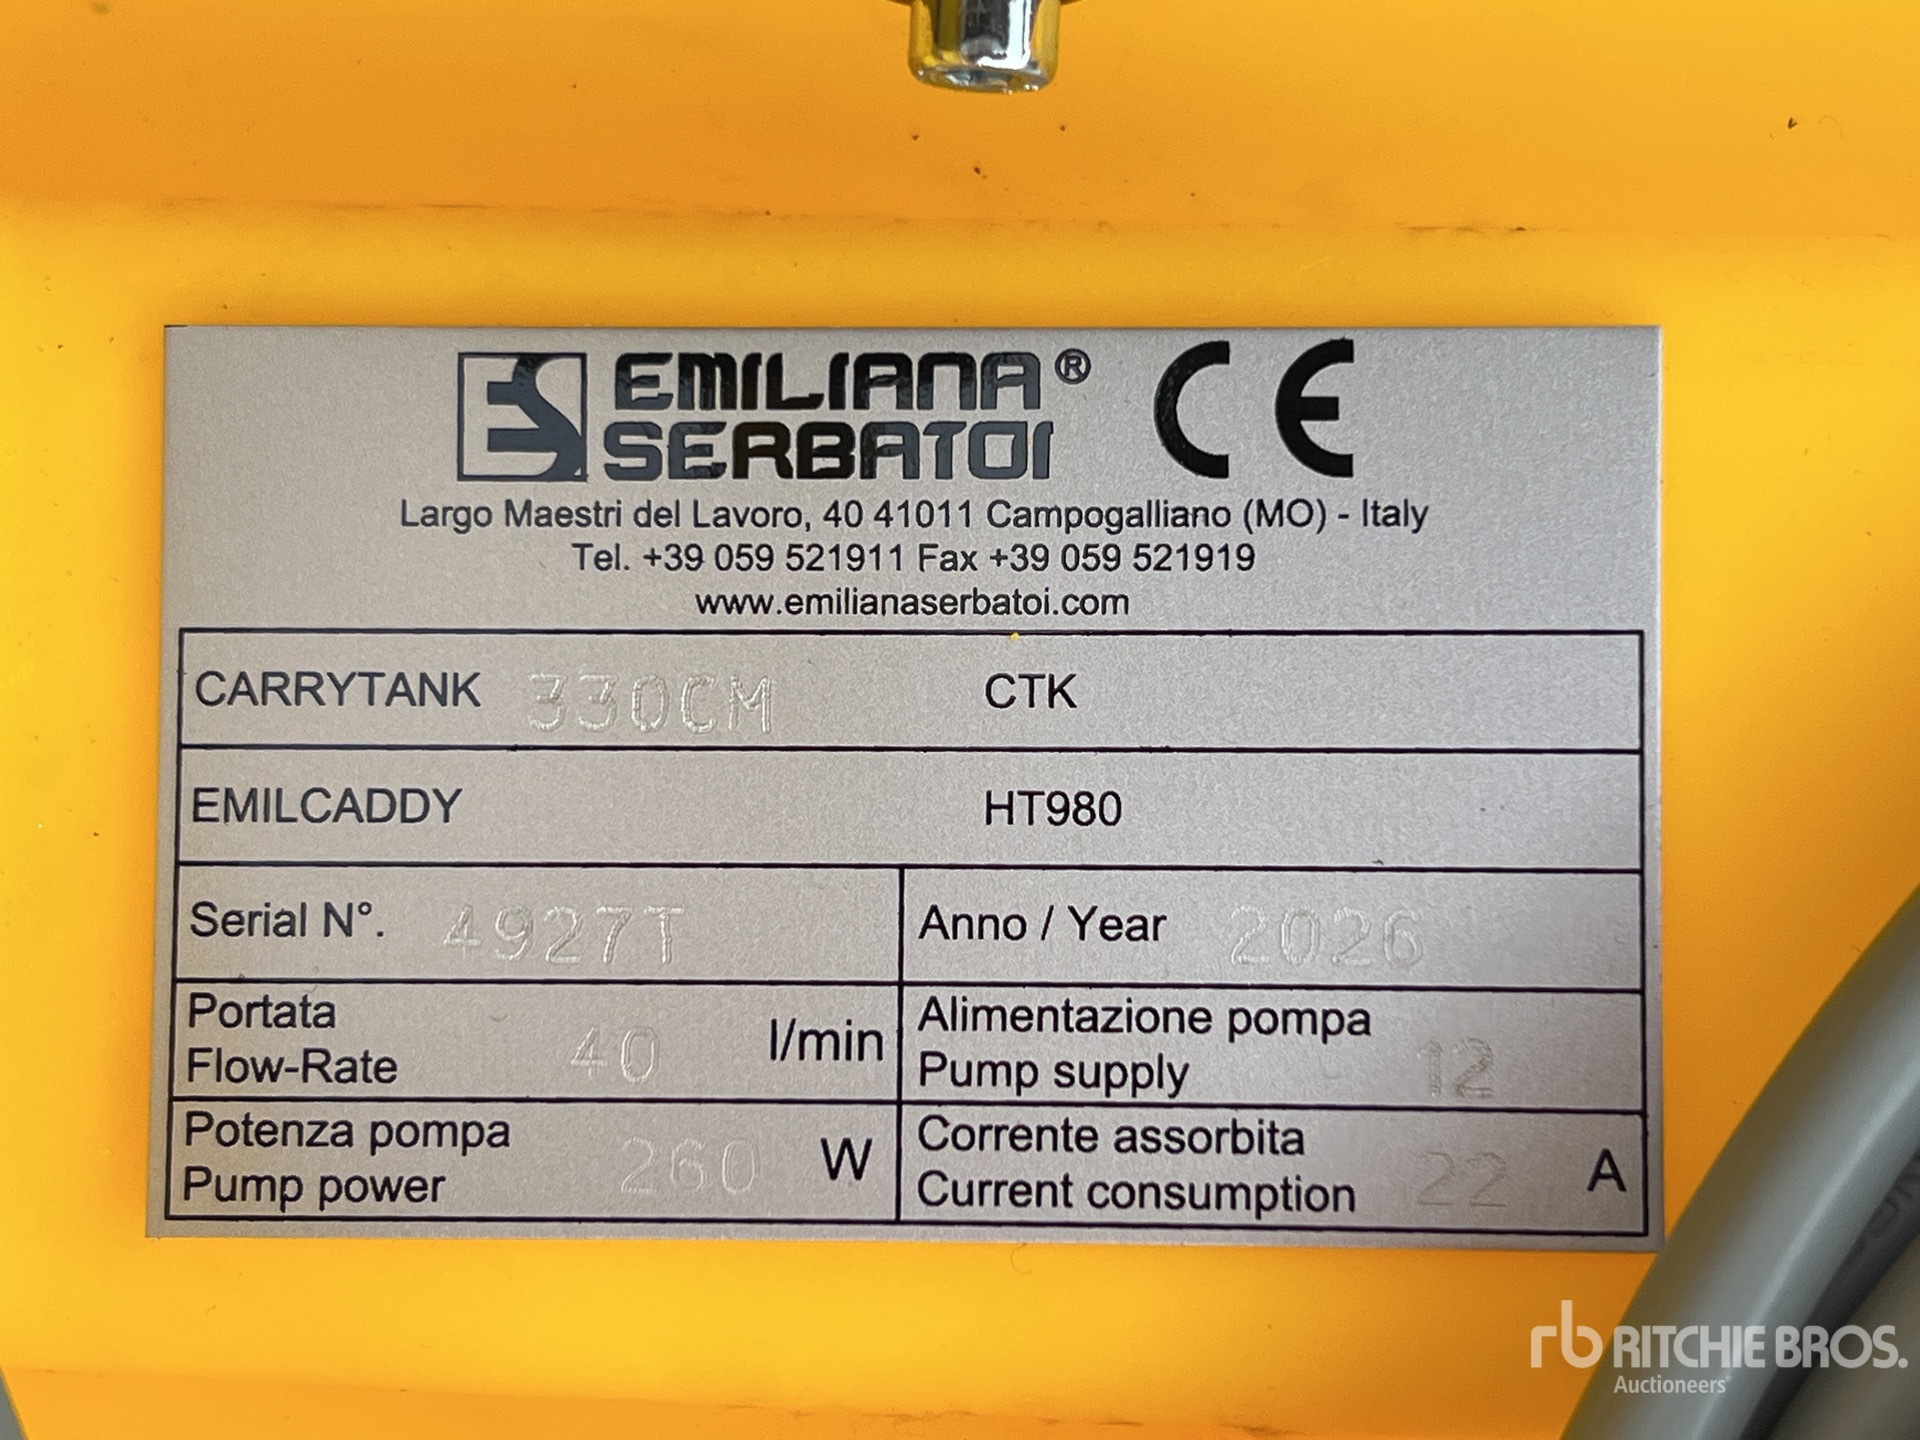 ES EMILIANA® CE
SERBATOI
Largo Maestri del Lavoro, 40 41011 Campogalliano (MO) - Italy
Tel. +39 059 521911 Fax +39 059 521919
www.emilianaserbatoi.com
CARRYTANK 330CM CTK
EMILCADDY HT980
Serial N°. 4927T Anno / Year 2026
Portata
Flow-Rate 40 l/min
Alimentazione pompa
Pump supply 12
Potenza pompa
Pump power 260 W
Corrente assorbita
Current consumption 22 A
rb RITCHIE BROS.
Auctioneers